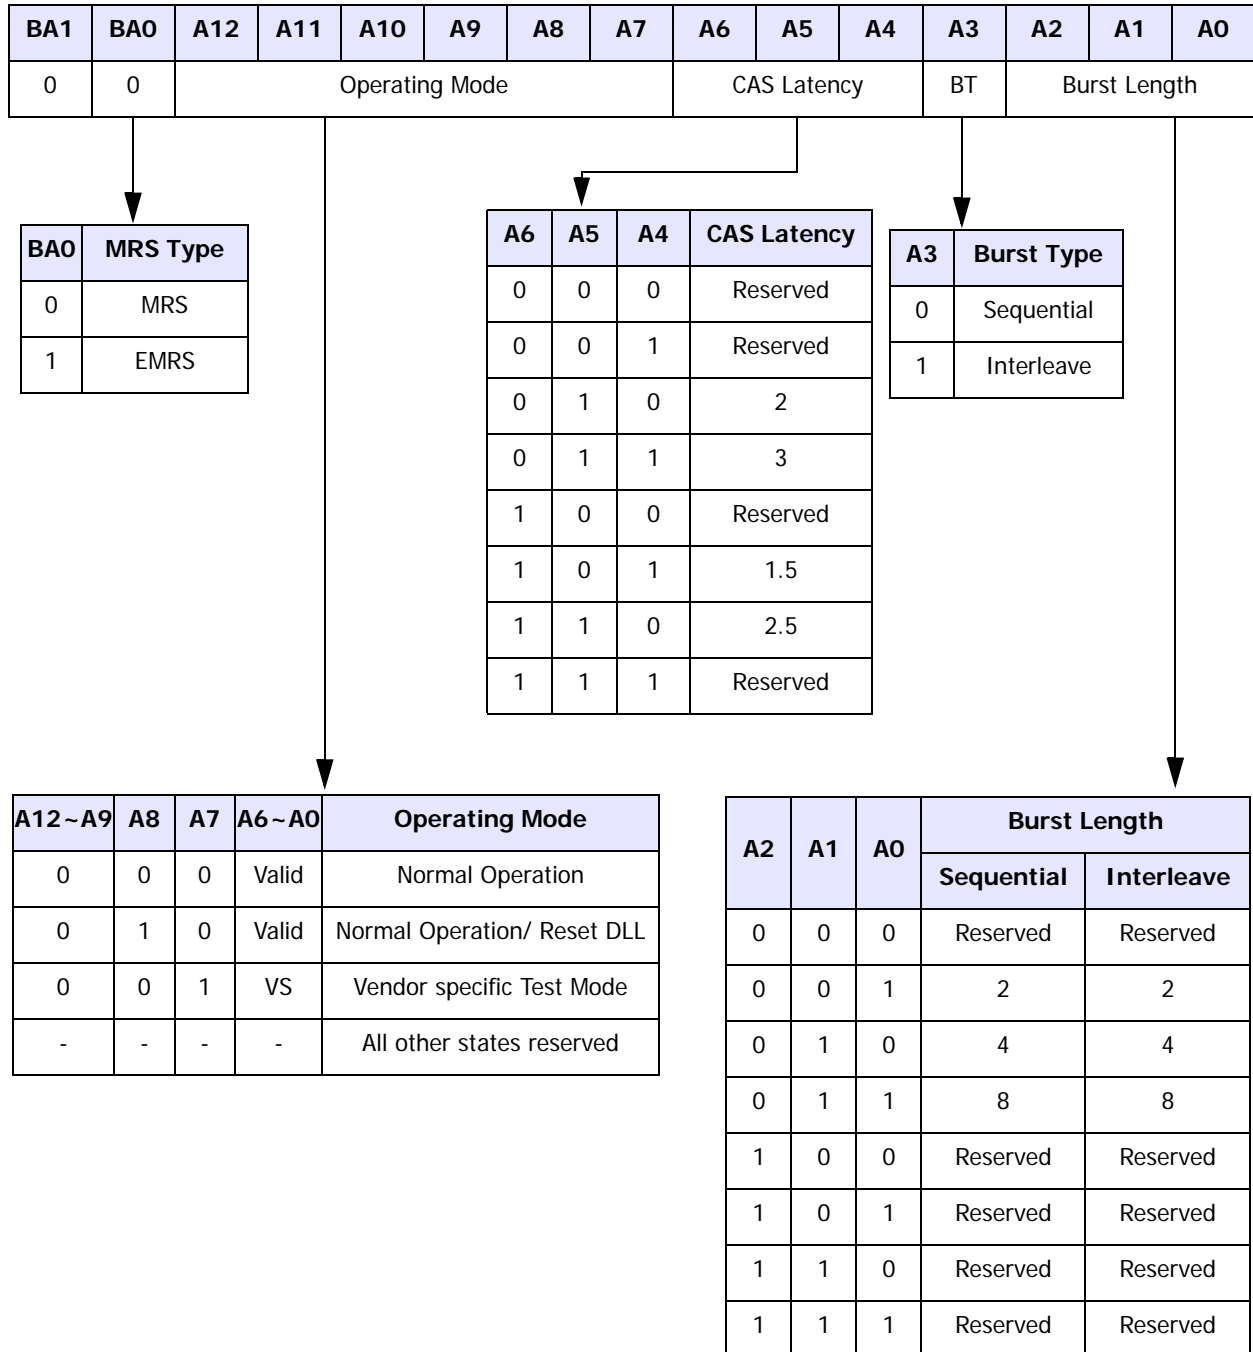 BA1 BA0 A12 A11 A10 A9 A8 A7 A6 A5 A4 A3 A2 A1 A0
0 0 Operating Mode CAS Latency BT Burst Length
BA0 MRS Type
0 MRS
1 EMRS
A6 A5 A4 CAS Latency
0 0 0 Reserved
0 0 1 Reserved
0 1 0 2
0 1 1 3
1 0 0 Reserved
1 0 1 1.5
1 1 0 2.5
1 1 1 Reserved
A3 Burst Type
0 Sequential
1 Interleave
A12~A9 A8 A7 A6~A0 Operating Mode
0 0 0 Valid Normal Operation
0 1 0 Valid Normal Operation/ Reset DLL
0 0 1 VS Vendor specific Test Mode
- - - - All other states reserved
A2 A1 A0 Burst Length
Sequential Interleave
0 0 0 Reserved Reserved
0 0 1 2 2
0 1 0 4 4
0 1 1 8 8
1 0 0 Reserved Reserved
1 0 1 Reserved Reserved
1 1 0 Reserved Reserved
1 1 1 Reserved Reserved